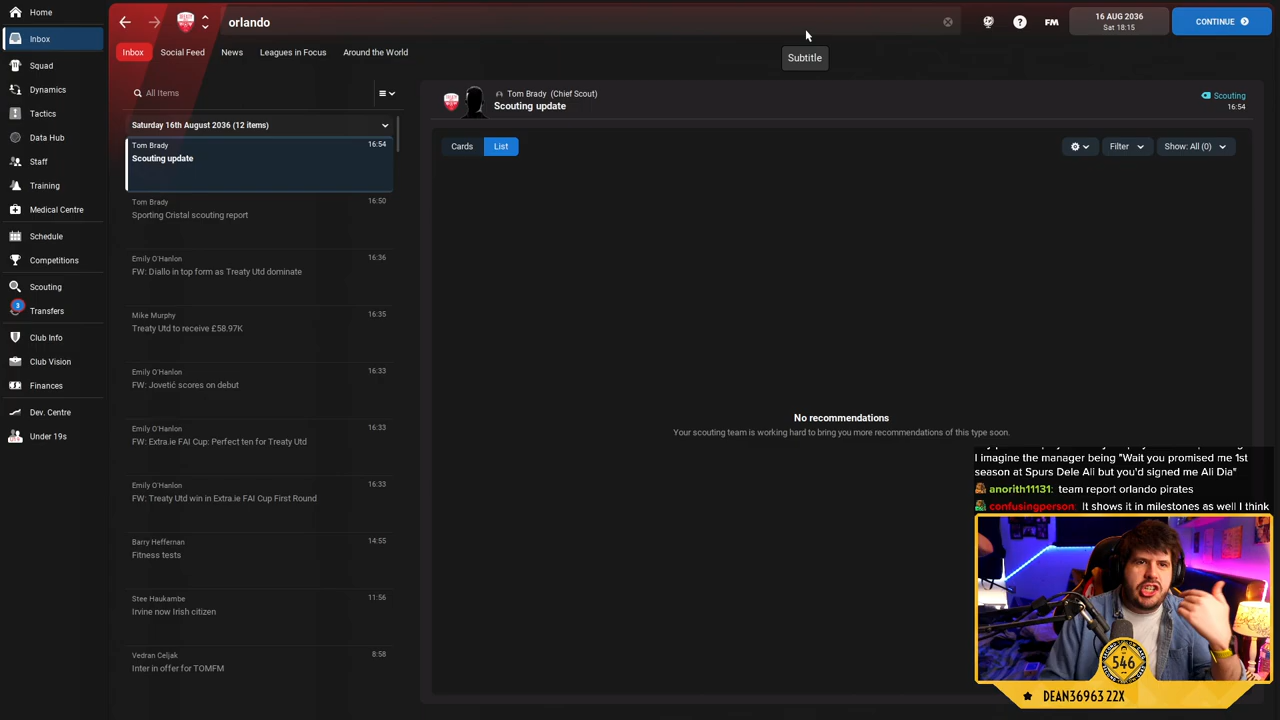 Home
Inbox
Squad
Dynamics
Tactics
Data Hub
Staff
Training
Medical Centre
Schedule
Competitions
Scouting
3
Transfers
Club Info
Club Vision
Finances
Dev. Centre
Under 19s
orlando
16 AUG 2036
Sat 18:15
FM
CONTINUE
Subtitle
Inbox
Social Feed
News
Leagues in Focus
Around the World
All Items
Saturday 16th August 2036 (12 items)
Tom Brady 16:54
Scouting update
Tom Brady 16:50
Sporting Cristal scouting report
Emily O'Hanlon 16:36
FW: Diallo in top form as Treaty Utd dominate
Mike Murphy 16:35
Treaty Utd to receive £58.97K
Emily O'Hanlon 16:33
FW: Jovetić scores on debut
Emily O'Hanlon 16:33
FW: Extra.ie FAI Cup: Perfect ten for Treaty Utd
Emily O'Hanlon 16:33
FW: Treaty Utd win in Extra.ie FAI Cup First Round
Barry Heffernan 14:55
Fitness tests
Stee Haukambe 11:56
Irvine now Irish citizen
Vedran Celjak 8:58
Inter in offer for TOMFM
Tom Brady (Chief Scout)
Scouting update
Scouting
16:54
Cards
List
Filter
Show: All (0)
No recommendations
Your scouting team is working hard to bring you more recommendations of this type soon.
I imagine the manager being "Wait you promised me 1st
season at Spurs Dele Ali but you'd signed me Ali Dia"
anorith11131: team report orlando pirates
confusingperson: It shows it in milestones as well I think
546
DEAN36963 22X